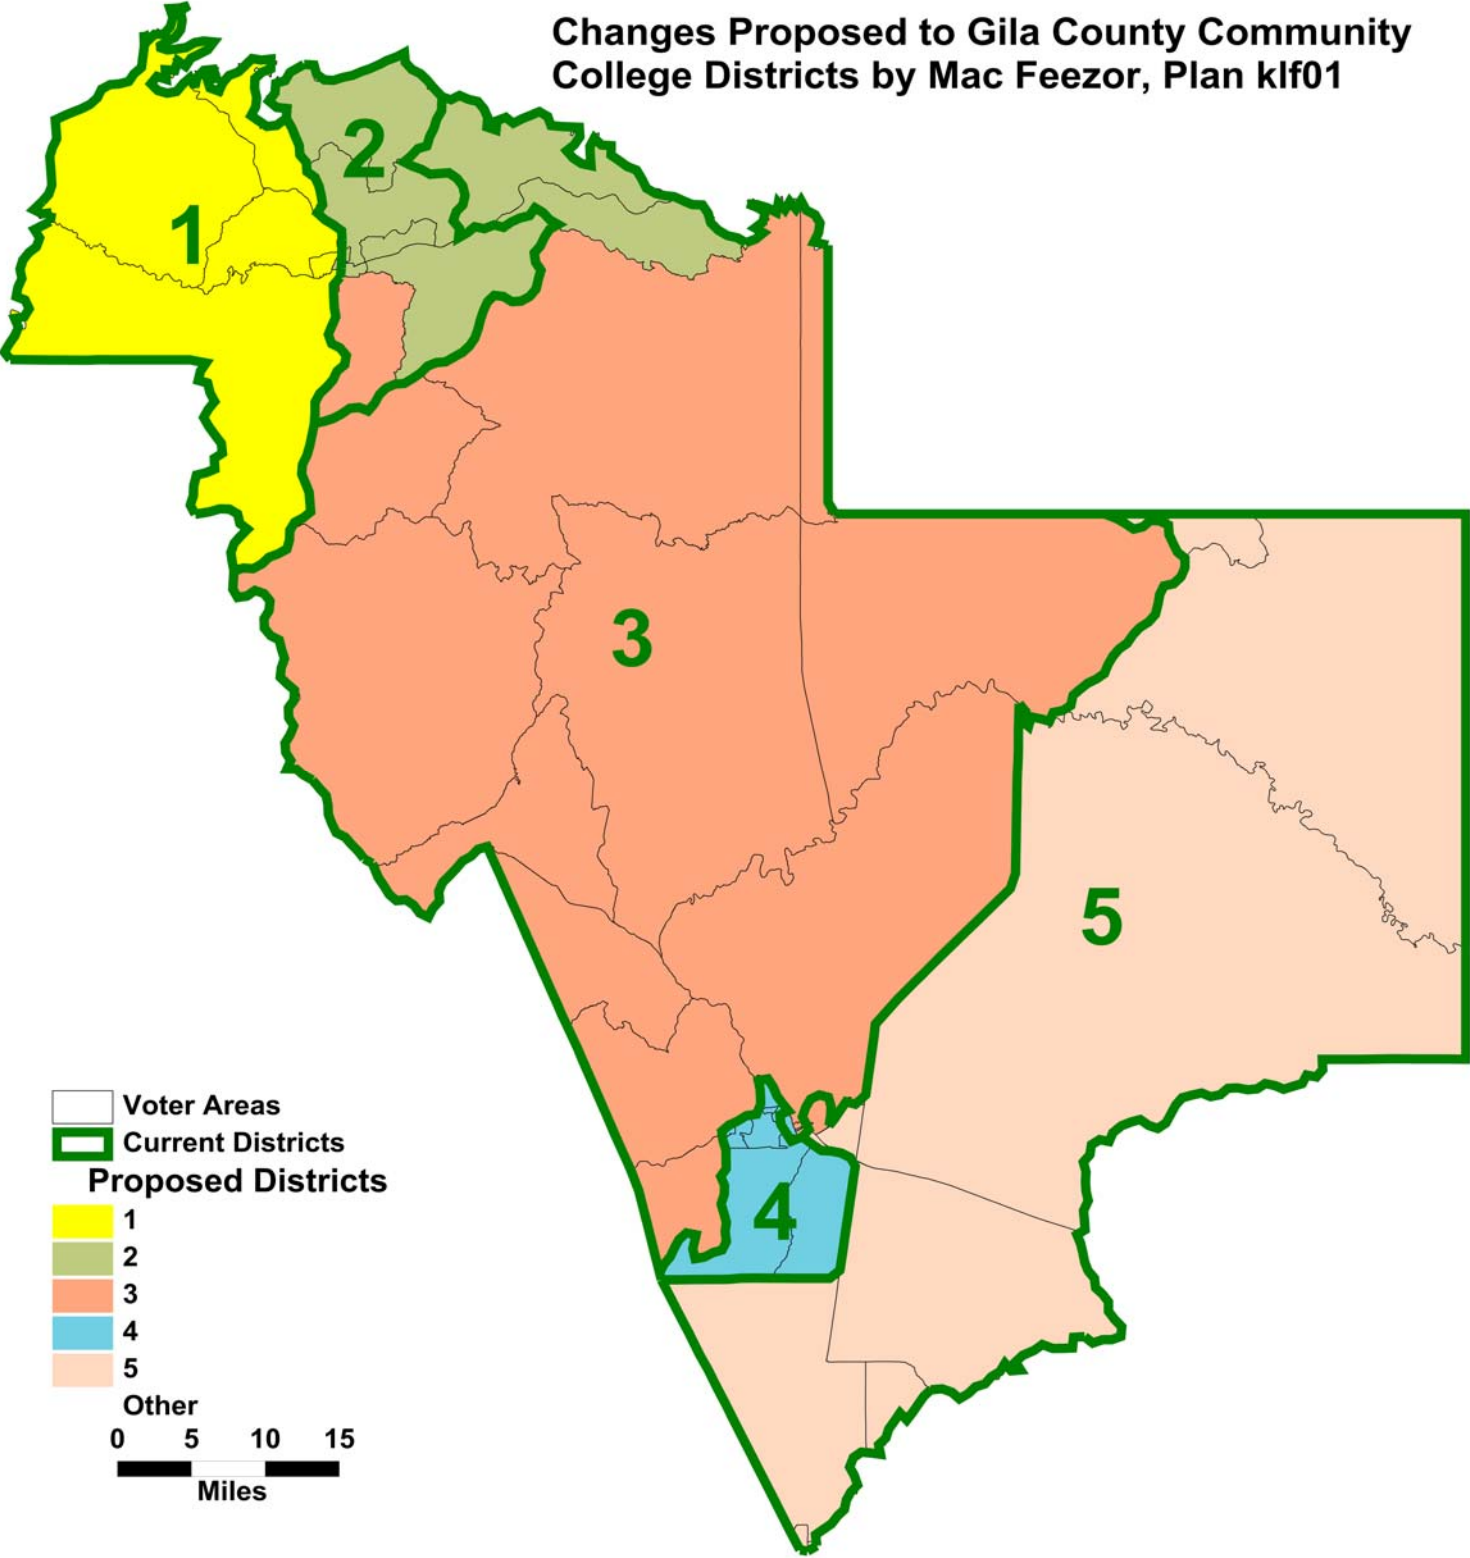 Changes Proposed to Gila County Community
College Districts by Mac Feezor, Plan klf01
2
1
3
5
4
Voter Areas
Current Districts
Proposed Districts
1
2
3
4
5
Other
0 5 10 15
Miles